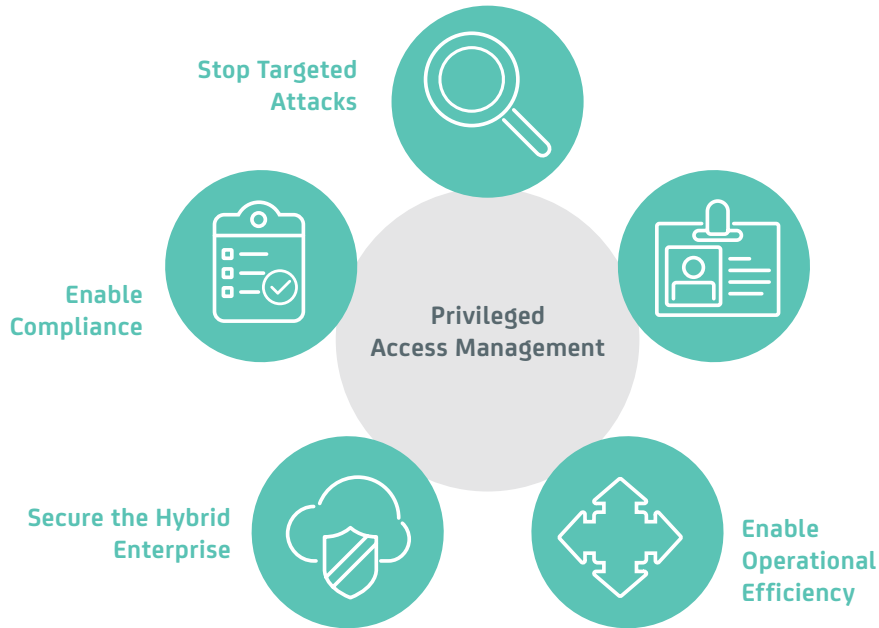 Stop Targeted
Attacks
Enable
Compliance
Privileged
Access Management
Secure the Hybrid
Enterprise
Enable
Operational
Efficiency